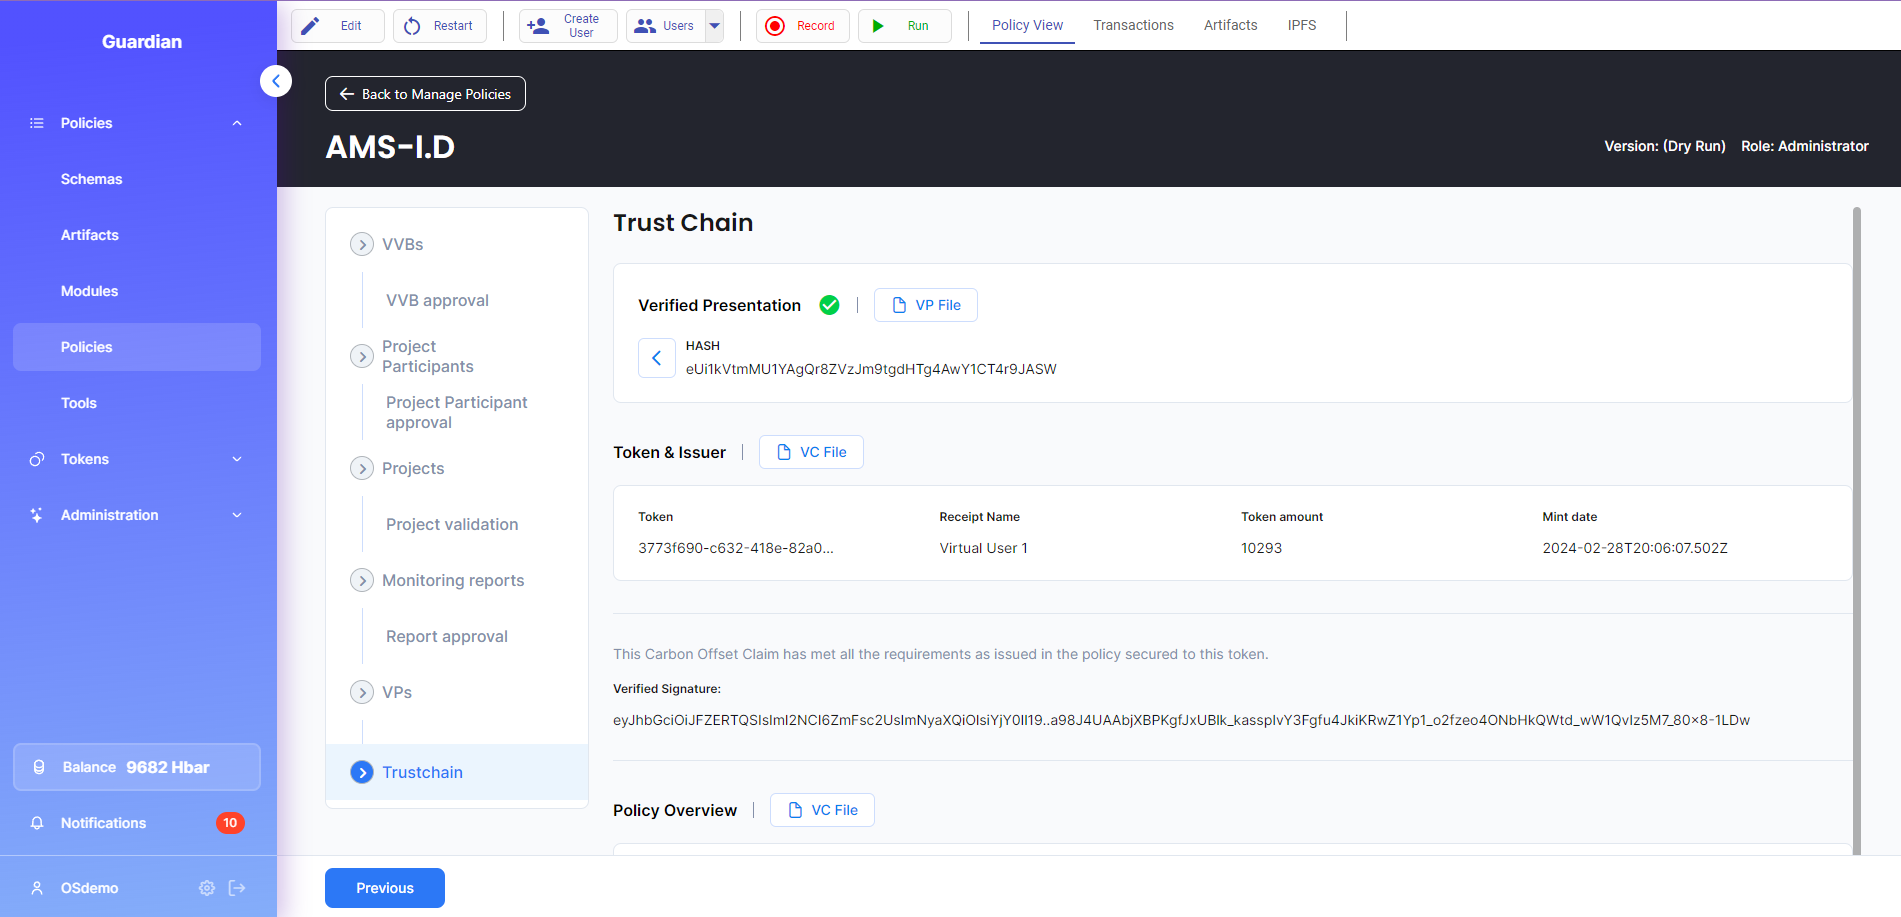 Guardian
Policies
Schemas
Artifacts
Modules
Policies
Tools
Tokens
Administration
Balance 9682 Hbar
Notifications 10
OSdemo
Edit
Restart
Create
User
Users
Record
Run
Policy View
Transactions
Artifacts
IPFS
Back to Manage Policies
AMS-I.D
Version: (Dry Run) Role: Administrator
VVBs
VVB approval
Project
Participants
Project Participant
approval
Projects
Project validation
Monitoring reports
Report approval
VPs
Trustchain
Trust Chain
Verified Presentation
VP File
HASH
eUi1kVtmMU1YAgQr8ZVzJm9tgdHTg4AwY1CT4r9JASW
Token & Issuer
VC File
Token Receipt Name Token amount Mint date
3773f690-c632-418e-82a0... Virtual User 1 10293 2024-02-28T20:06:07.502Z
This Carbon Offset Claim has met all the requirements as issued in the policy secured to this token.
Verified Signature:
eyJhbGciOiJFZERTQSIsImI2NCI6ZmFsc2UsImNyaXQiOlsiYjY0Il19..a98J4UAAbjXBPKgfJxUBlk_kasspIvY3Fgfu4JkiKRwZ1Yp1_o2fzeo4ONbHkQWtd_wW1QvIz5M7_80x8-1LDw
Policy Overview
VC File
Previous